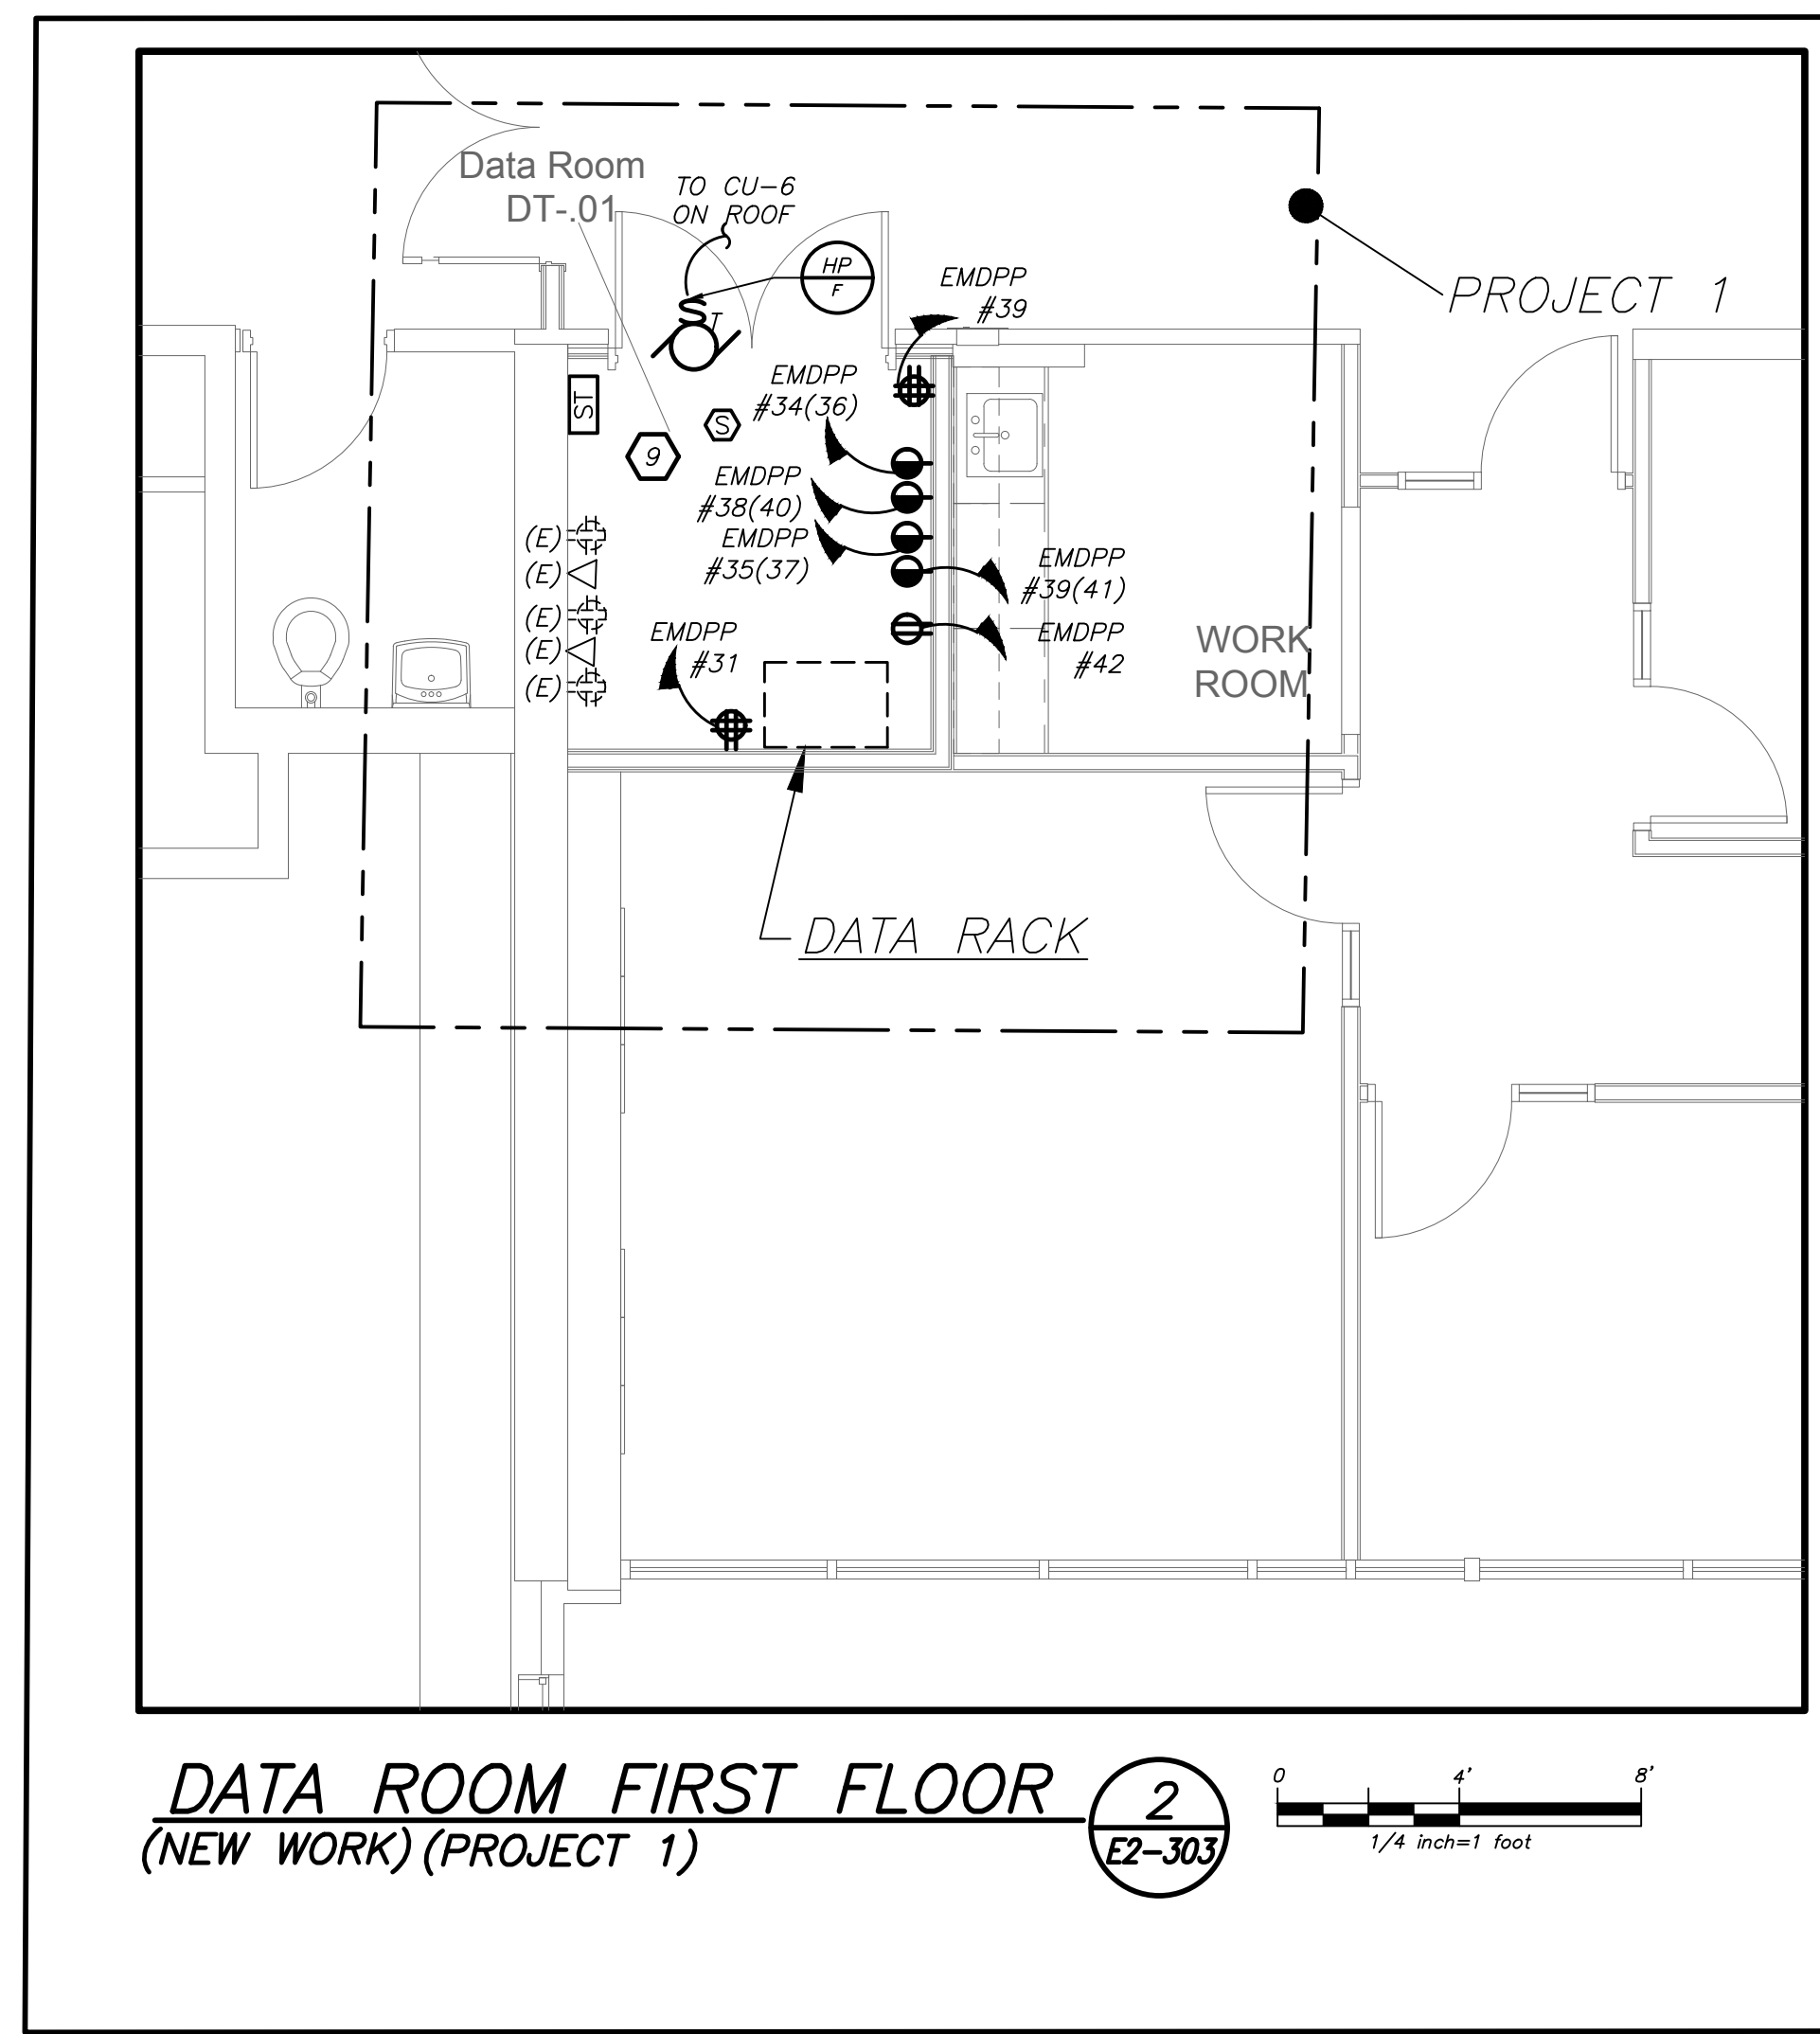 Data Room
DT-.01
TO CU-6
ON ROOF
HP
F
T
EMDPP
#39
PROJECT 1
ST
EMDPP
#34(36)
S
9
EMDPP
#38(40)
EMDPP
#35(37)
(E)
(E)
(E)
(E)
(E)
EMDPP
#39(41)
EMDPP
#31
EMDPP
#42
WORK
ROOM
DATA RACK
DATA ROOM FIRST FLOOR
(NEW WORK)(PROJECT 1)
2
E2-303
0 4' 8'
1/4 inch=1 foot